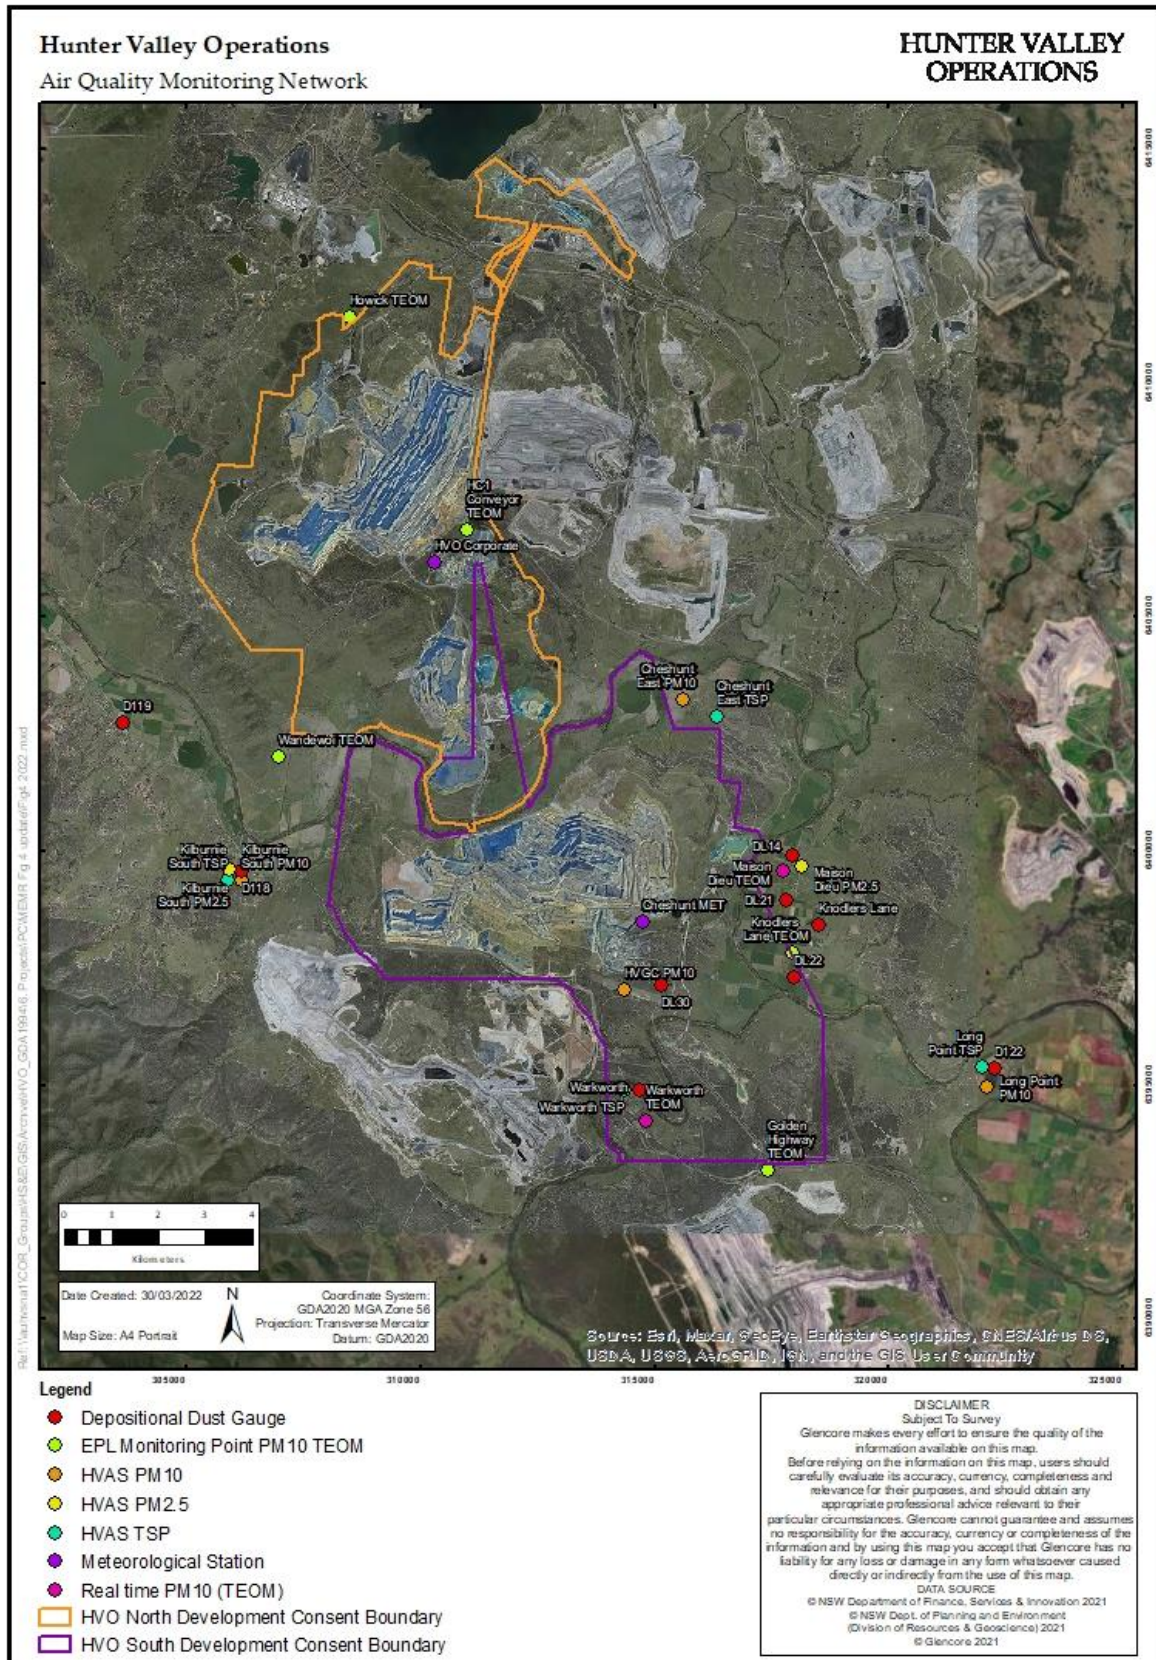 Hunter Valley Operations
Air Quality Monitoring Network
HUNTER VALLEY
OPERATIONS
6415000
Howick TEOM
6410000
HC1
Conveyor
TEOM
HVO Corporate
6405000
Cheshunt
East PM10
Cheshunt
East TSP
D119
Wandewoi TEOM
Kilburnie
South TSP
Kilburnie
South PM10
Kilburnie
South PM2.5
D118
6400000
DL14
Maison
Dieu TEOM
Maison
Dieu PM2.5
DL21
Knodlers Lane
Knodlers
Lane TEOM
Cheshunt MET
DL22
HVGC PM10
DL30
Long
Point TSP
D122
Long Point
PM10
6395000
Warkworth
Warkworth TSP
Warkworth
TEOM
Golden
Highway
TEOM
0 1 2 3 4
Kilometers
6390000
Date Created: 30/03/2022
Map Size: A4 Portrait
N
Coordinate System:
GDA2020 MGA Zone 56
Projection: Transverse Mercator
Datum: GDA2020
Source: Esri, Maxar, GeoEye, Earthstar Geographics, CNES/Airbus DS,
USDA, USGS, AeroGRID, IGN, and the GIS User Community
305000 310000 315000 320000 325000
Legend
Depositional Dust Gauge
EPL Monitoring Point PM10 TEOM
HVAS PM10
HVAS PM2.5
HVAS TSP
Meteorological Station
Real time PM10 (TEOM)
HVO North Development Consent Boundary
HVO South Development Consent Boundary
DISCLAIMER
Subject To Survey
Glencore makes every effort to ensure the quality of the
information available on this map.
Before relying on the information on this map, users should
carefully evaluate its accuracy, currency, completeness and
relevance for their purposes, and should obtain any
appropriate professional advice relevant to their
particular circumstances. Glencore cannot guarantee and assumes
no responsibility for the accuracy, currency or completeness of the
information and by using this map you accept that Glencore has no
liability for any loss or damage in any form whatsoever caused
directly or indirectly from the use of this map.
DATA SOURCE
© NSW Department of Finance, Services & Innovation 2021
© NSW Dept. of Planning and Environment
(Division of Resources & Geoscience) 2021
© Glencore 2021